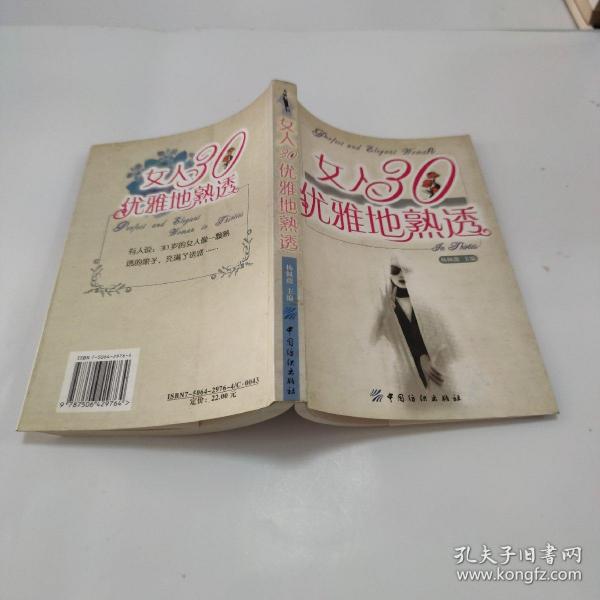 女人30
优雅地熟透
Perfect and Elegant
Woman in Thirties
有人说：30岁的女人像一颗熟
透的果子，充满了诱惑……
ISBN 7-5064-2976-4
9 787506 429764 >
ISBN7-5064-2976-4/C·0043
定价：22.00元
女人30优雅地熟透
主编
中国纺织出版社
Perfect and Elegant Woman
女人30
优雅地熟透
In Thirties
主编
中国纺织出版社
孔夫子旧书网
www.kongfz.com